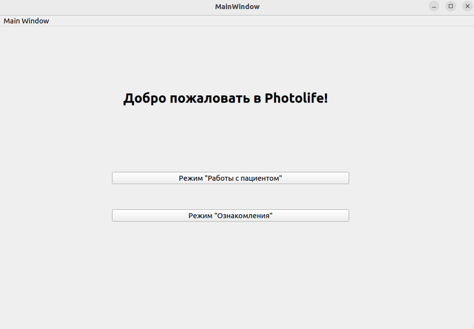 MainWindow
Main Window
Добро пожаловать в Photolife!
Режим "Работы с пациентом"
Режим "Ознакомления"